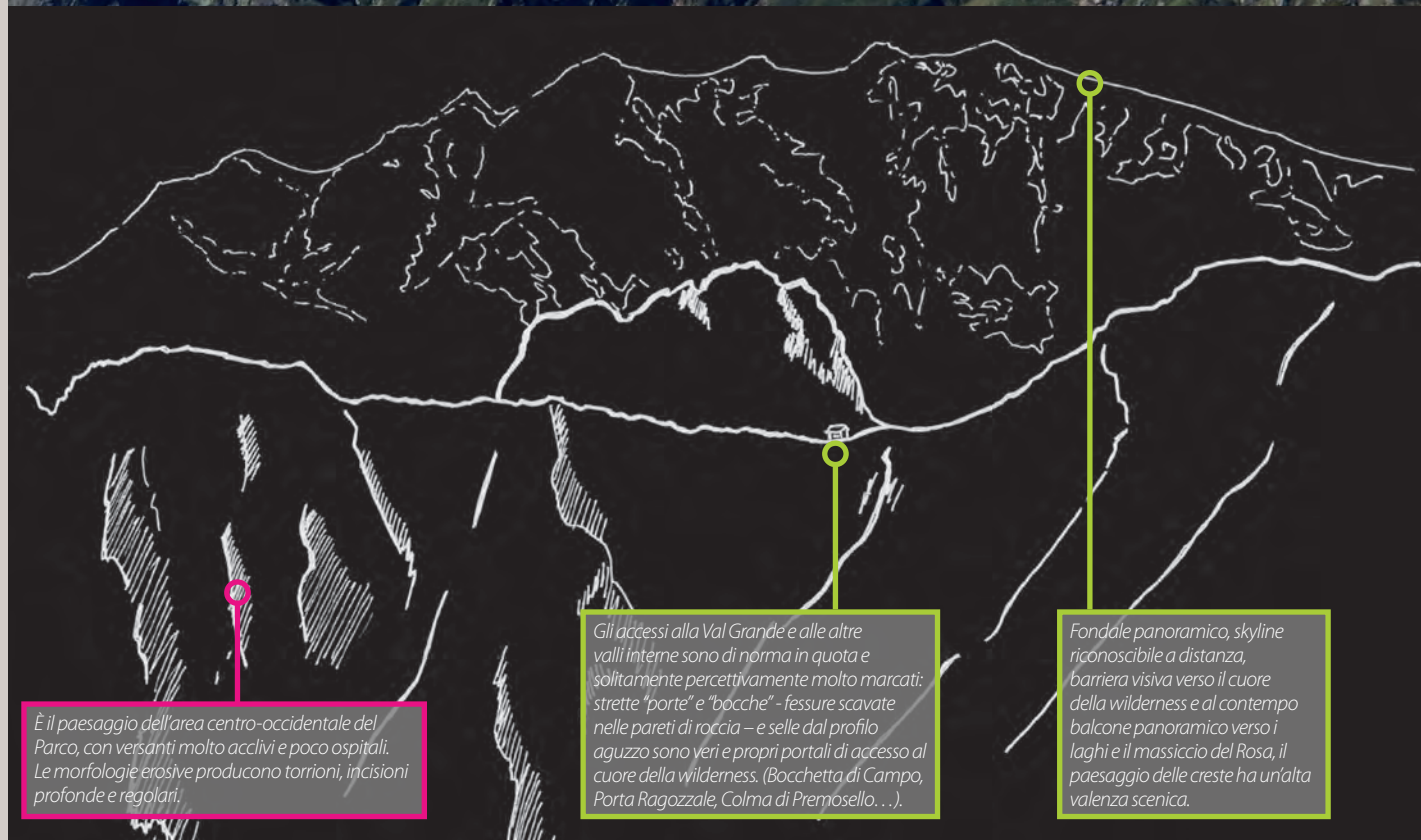 È il paesaggio dell'area centro-occidentale del
Parco, con versanti molto acclivi e poco ospitali.
Le morfologie erosive producono torrioni, incisioni
profonde e regolari.
Gli accessi alla Val Grande e alle altre
valli interne sono di norma in quota e
solitamente percettivamente molto marcati:
strette "porte" e "bocche" - fessure scavate
nelle pareti di roccia – e selle dal profilo
aguzzo sono veri e propri portali di accesso al
cuore della wilderness. (Bocchetta di Campo,
Porta Ragozzale, Colma di Premosello…).
Fondale panoramico, skyline
riconoscibile a distanza,
barriera visiva verso il cuore
della wilderness e al contempo
balcone panoramico verso i
laghi e il massiccio del Rosa, il
paesaggio delle creste ha un'alta
valenza scenica.